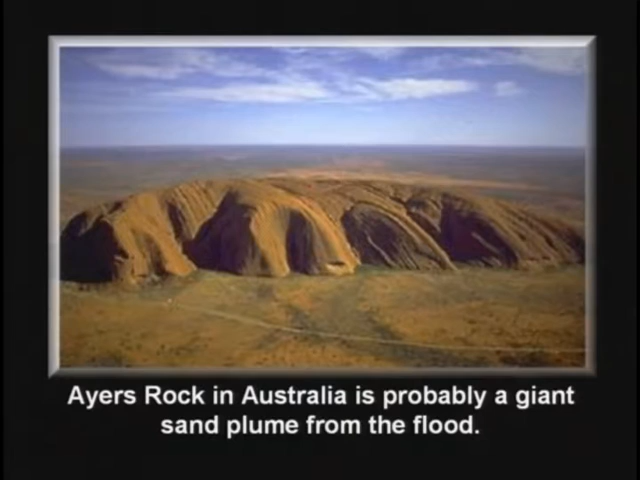 Ayers Rock in Australia is probably a giant
sand plume from the flood.